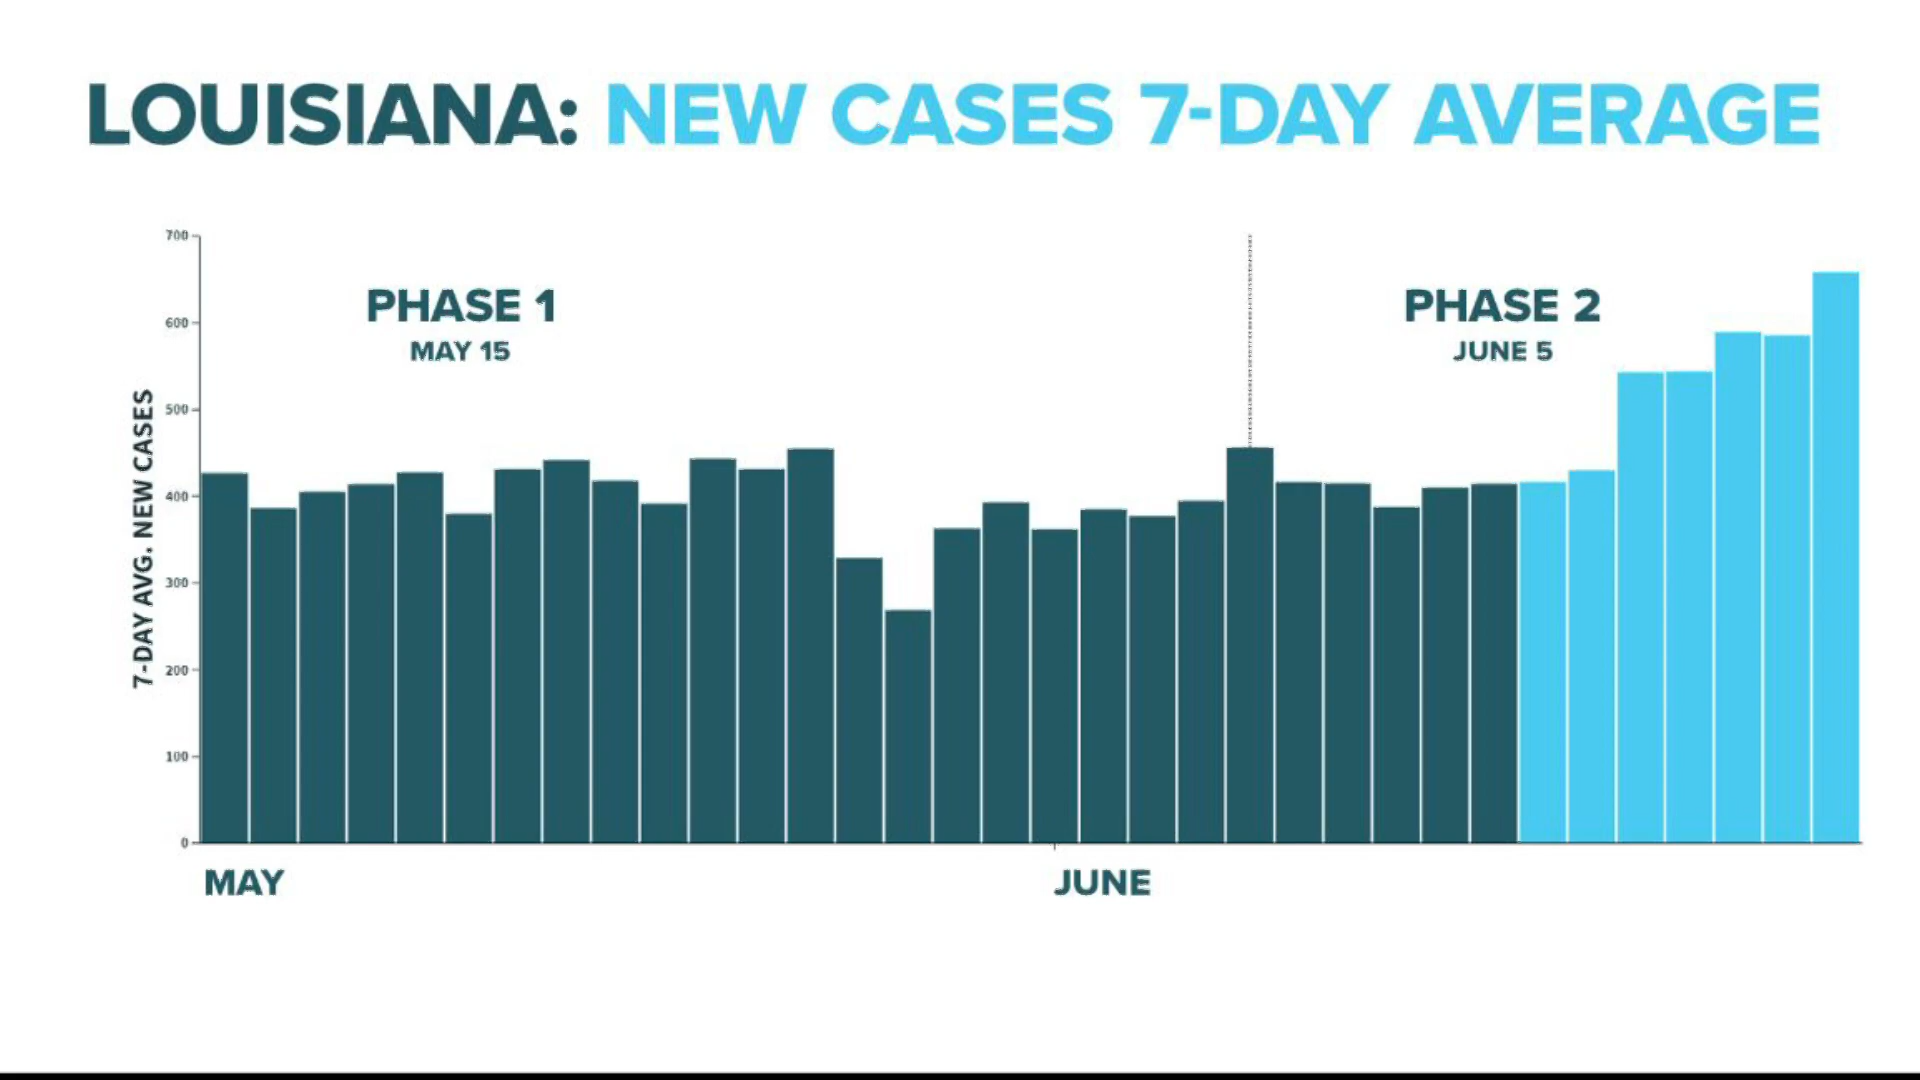 LOUISIANA: NEW CASES 7-DAY AVERAGE
700
PHASE 1
MAY 15
PHASE 2
JUNE 5
600
500
400
300
200
100
0
7-DAY AVG. NEW CASES
MAY
JUNE